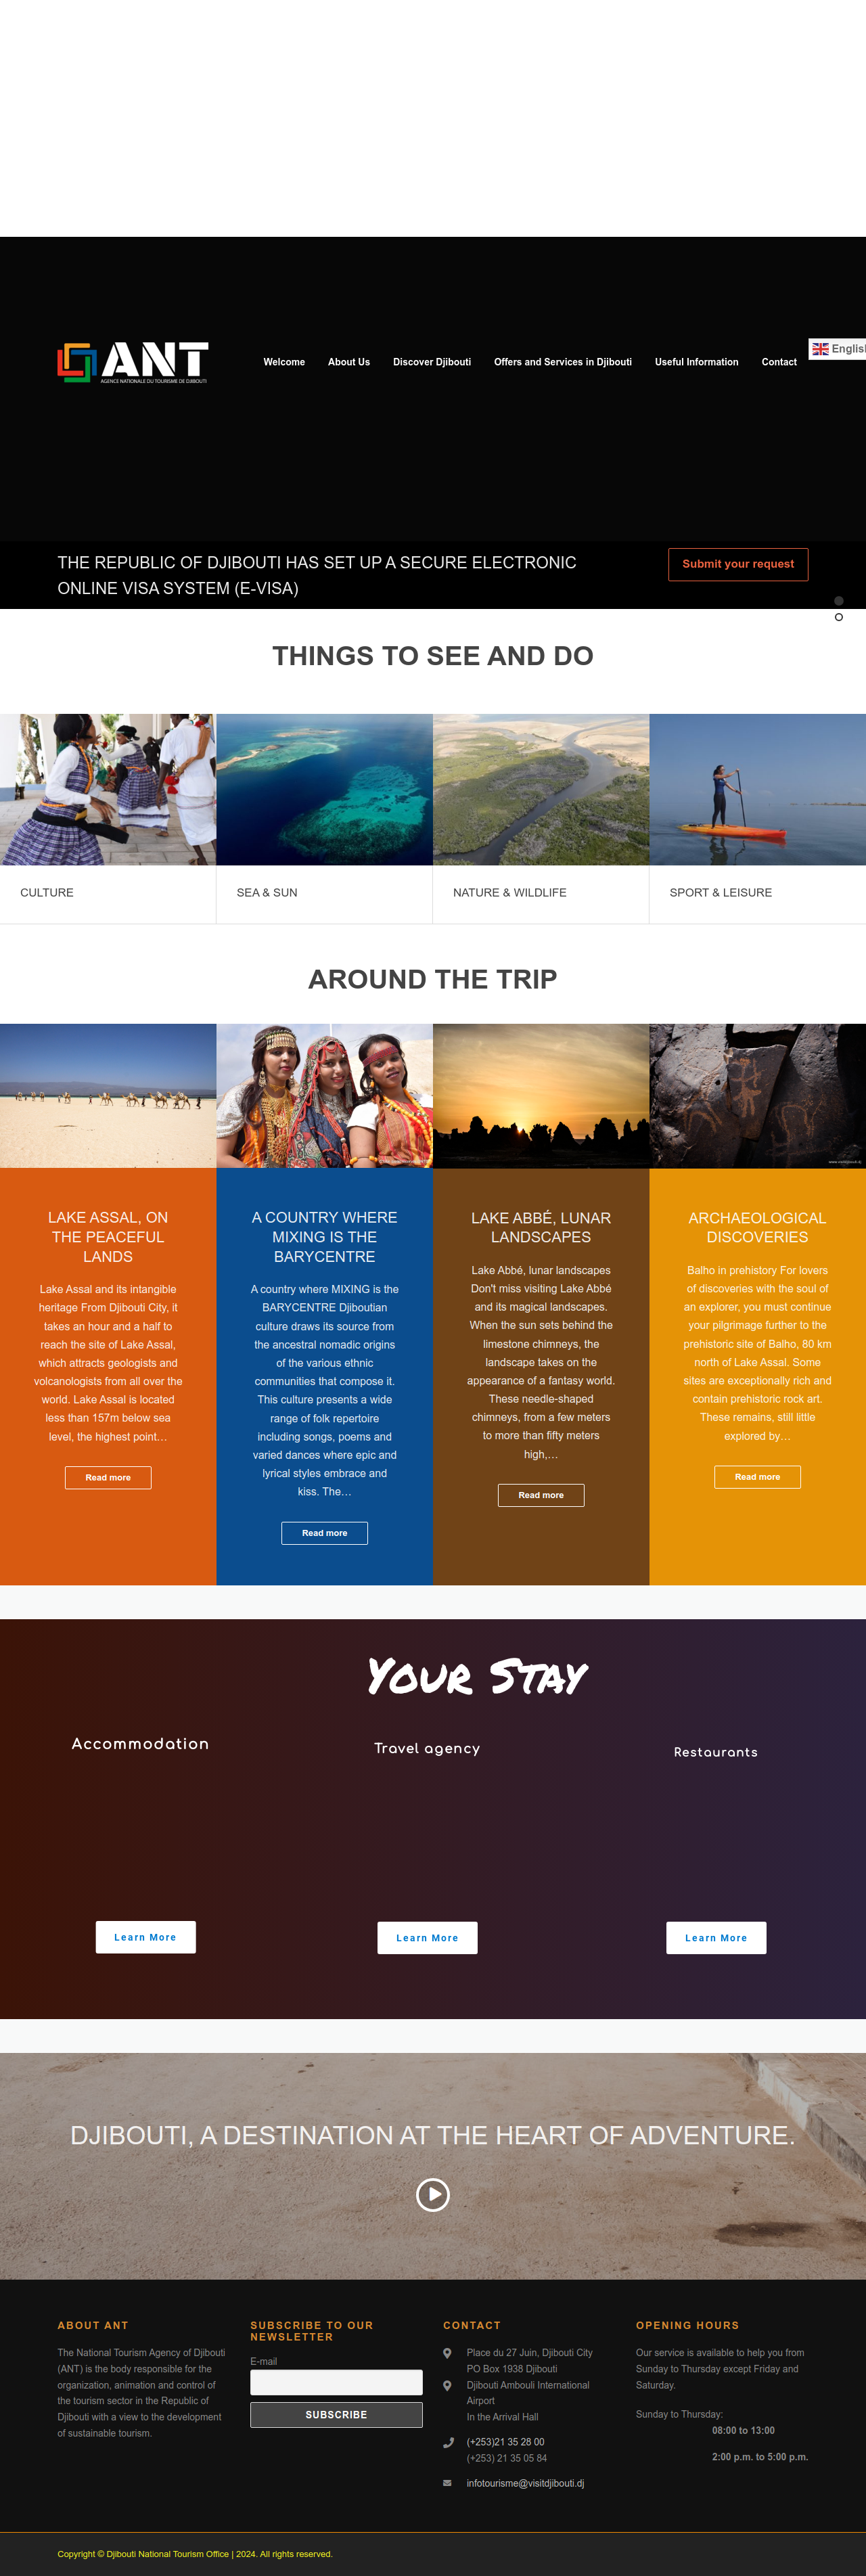 ANT
AGENCE NATIONALE DU TOURISME DE DJIBOUTI
Welcome
About Us
Discover Djibouti
Offers and Services in Djibouti
Useful Information
Contact
English
THE REPUBLIC OF DJIBOUTI HAS SET UP A SECURE ELECTRONIC
ONLINE VISA SYSTEM (E-VISA)
Submit your request
THINGS TO SEE AND DO
CULTURE
SEA & SUN
NATURE & WILDLIFE
SPORT & LEISURE
AROUND THE TRIP
LAKE ASSAL, ON
THE PEACEFUL
LANDS
Lake Assal and its intangible
heritage From Djibouti City, it
takes an hour and a half to
reach the site of Lake Assal,
which attracts geologists and
volcanologists from all over the
world. Lake Assal is located
less than 157m below sea
level, the highest point…
Read more
A COUNTRY WHERE
MIXING IS THE
BARYCENTRE
A country where MIXING is the
BARYCENTRE Djiboutian
culture draws its source from
the ancestral nomadic origins
of the various ethnic
communities that compose it.
This culture presents a wide
range of folk repertoire
including songs, poems and
varied dances where epic and
lyrical styles embrace and
kiss. The…
Read more
LAKE ABBÉ, LUNAR
LANDSCAPES
Lake Abbé, lunar landscapes
Don't miss visiting Lake Abbé
and its magical landscapes.
When the sun sets behind the
limestone chimneys, the
landscape takes on the
appearance of a fantasy world.
These needle-shaped
chimneys, from a few meters
to more than fifty meters
high,…
Read more
ARCHAEOLOGICAL
DISCOVERIES
Balho in prehistory For lovers
of discoveries with the soul of
an explorer, you must continue
your pilgrimage further to the
prehistoric site of Balho, 80 km
north of Lake Assal. Some
sites are exceptionally rich and
contain prehistoric rock art.
These remains, still little
explored by…
Read more
Your Stay
Accommodation
Travel agency
Restaurants
Learn More
Learn More
Learn More
DJIBOUTI, A DESTINATION AT THE HEART OF ADVENTURE.
ABOUT ANT
The National Tourism Agency of Djibouti
(ANT) is the body responsible for the
organization, animation and control of
the tourism sector in the Republic of
Djibouti with a view to the development
of sustainable tourism.
SUBSCRIBE TO OUR
NEWSLETTER
E-mail
SUBSCRIBE
CONTACT
Place du 27 Juin, Djibouti City
PO Box 1938 Djibouti
Djibouti Ambouli International
Airport
In the Arrival Hall
(+253)21 35 28 00
(+253) 21 35 05 84
infotourisme@visitdjibouti.dj
OPENING HOURS
Our service is available to help you from
Sunday to Thursday except Friday and
Saturday.
Sunday to Thursday:
08:00 to 13:00
2:00 p.m. to 5:00 p.m.
Copyright © Djibouti National Tourism Office | 2024. All rights reserved.